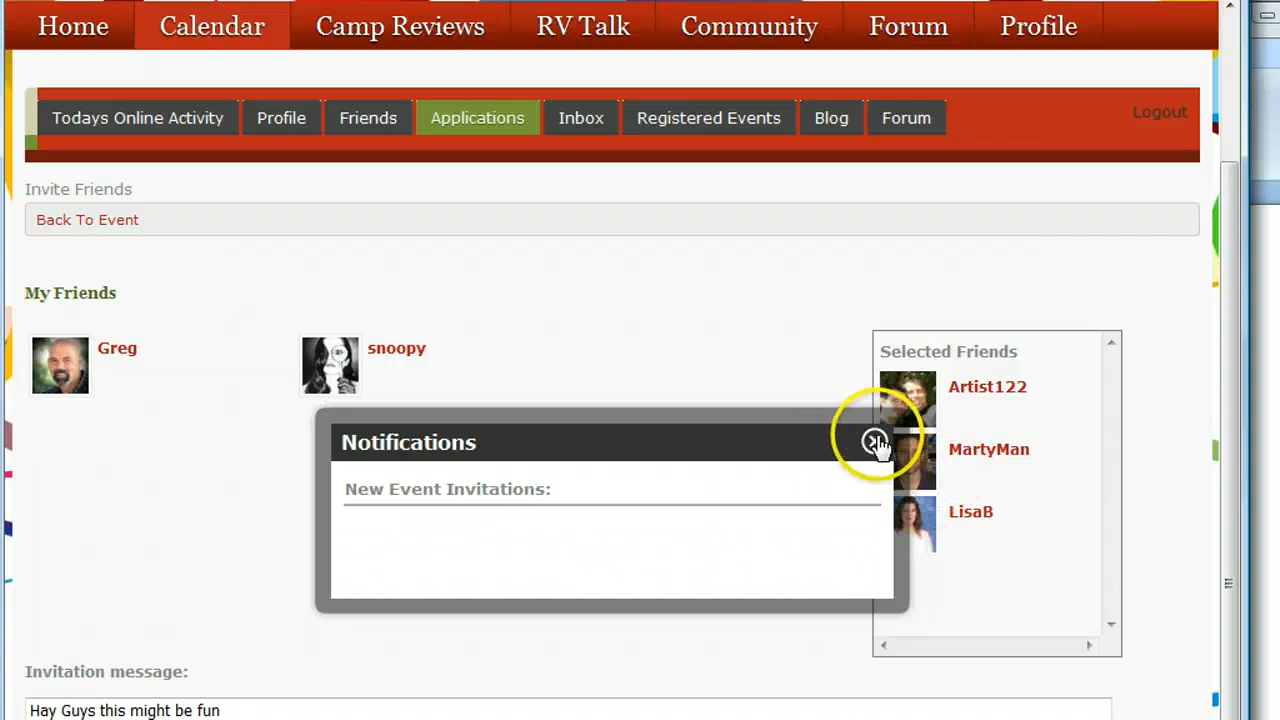 Home Calendar Camp Reviews RV Talk Community Forum Profile
Todays Online Activity Profile Friends Applications Inbox Registered Events Blog Forum Logout
Invite Friends
Back To Event
My Friends
Greg
snoopy
Selected Friends
Artist122
MartyMan
LisaB
Notifications
New Event Invitations:
Invitation message:
Hay Guys this might be fun